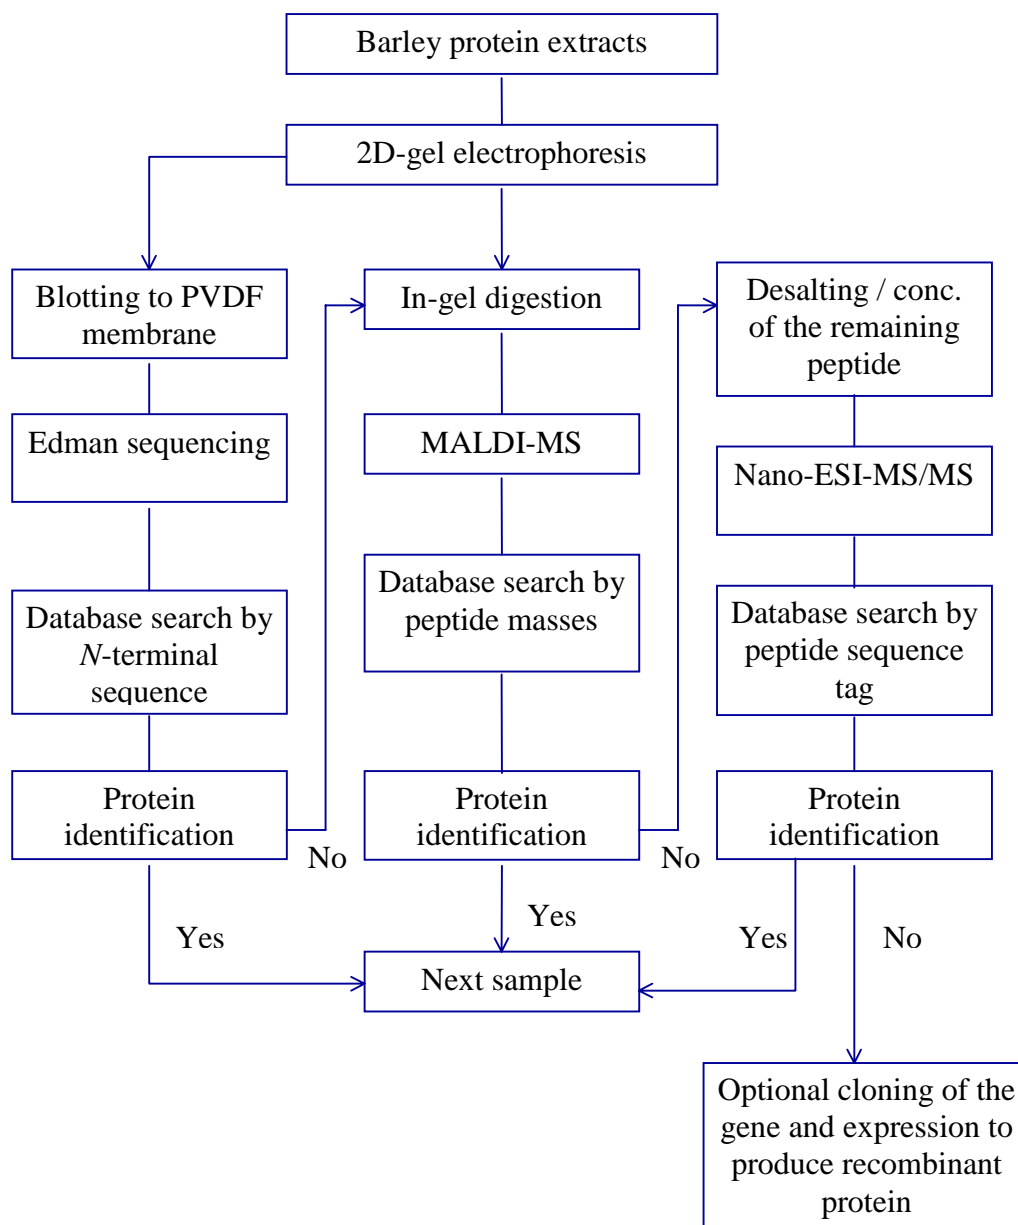 Barley protein extracts
2D-gel electrophoresis
Blotting to PVDF
membrane
Edman sequencing
Database search by
N-terminal
sequence
Protein
identification
No
Yes
In-gel digestion
MALDI-MS
Database search by
peptide masses
Protein
identification
No
Yes
Desalting / conc.
of the remaining
peptide
Nano-ESI-MS/MS
Database search by
peptide sequence
tag
Protein
identification
Yes
No
Next sample
Optional cloning of the
gene and expression to
produce recombinant
protein